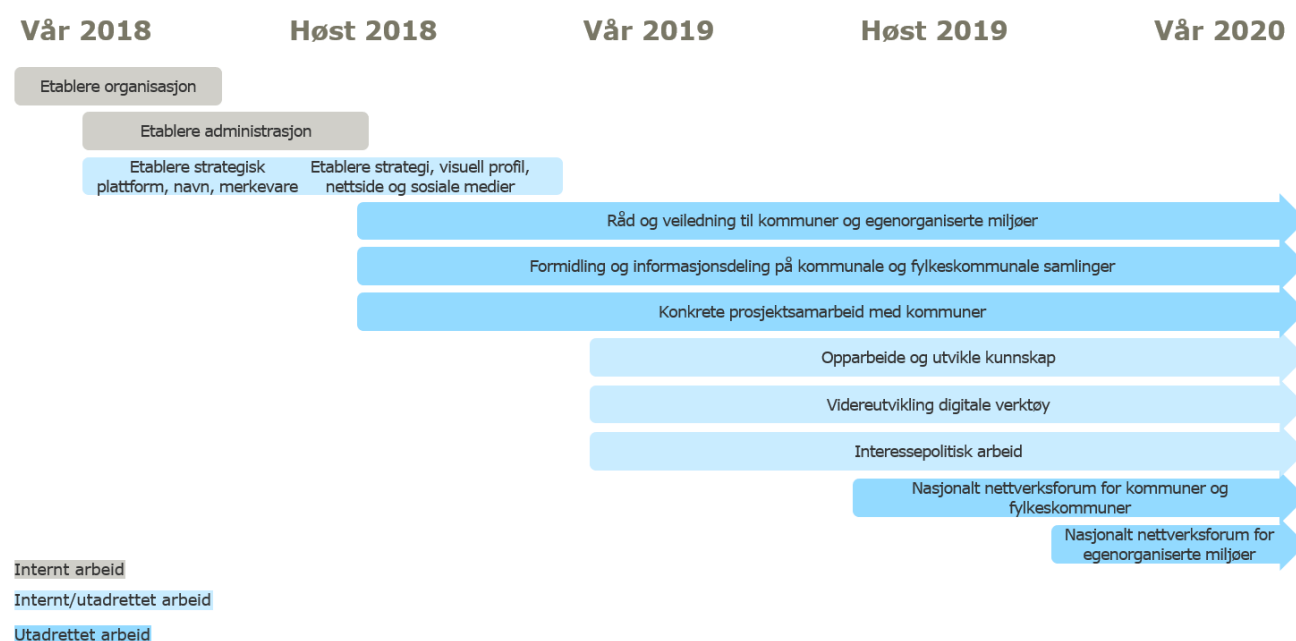 Vår 2018 Høst 2018 Vår 2019 Høst 2019 Vår 2020
Etablere organisasjon
Etablere administrasjon
Etablere strategisk
plattform, navn, merkevare
Etablere strategi, visuell profil,
nettside og sosiale medier
Råd og veiledning til kommuner og egenorganiserte miljøer
Formidling og informasjonsdeling på kommunale og fylkeskommunale samlinger
Konkrete prosjektsamarbeid med kommuner
Opparbeide og utvikle kunnskap
Videreutvikling digitale verktøy
Interessepolitisk arbeid
Nasjonalt nettverksforum for kommuner og
fylkeskommuner
Nasjonalt nettverksforum for
egenorganiserte miljøer
Internt arbeid
Internt/utadrettet arbeid
Utadrettet arbeid